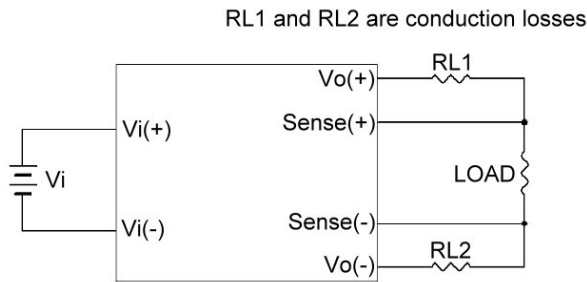 RL1 and RL2 are conduction losses
RL1
Vo(+)
Sense(+)
Vi(+)
Vi
LOAD
Vi(-)
Sense(-)
RL2
Vo(-)